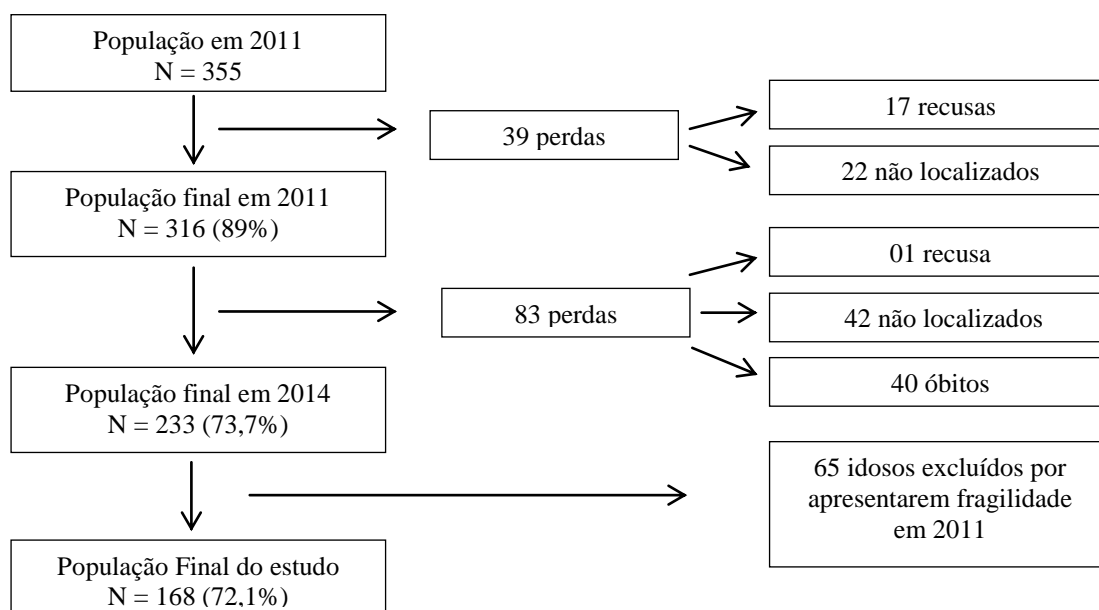 População em 2011
N = 355
17 recusas
39 perdas
22 não localizados
População final em 2011
N = 316 (89%)
01 recusa
83 perdas
42 não localizados
40 óbitos
População final em 2014
N = 233 (73,7%)
65 idosos excluídos por
apresentarem fragilidade
em 2011
População Final do estudo
N = 168 (72,1%)